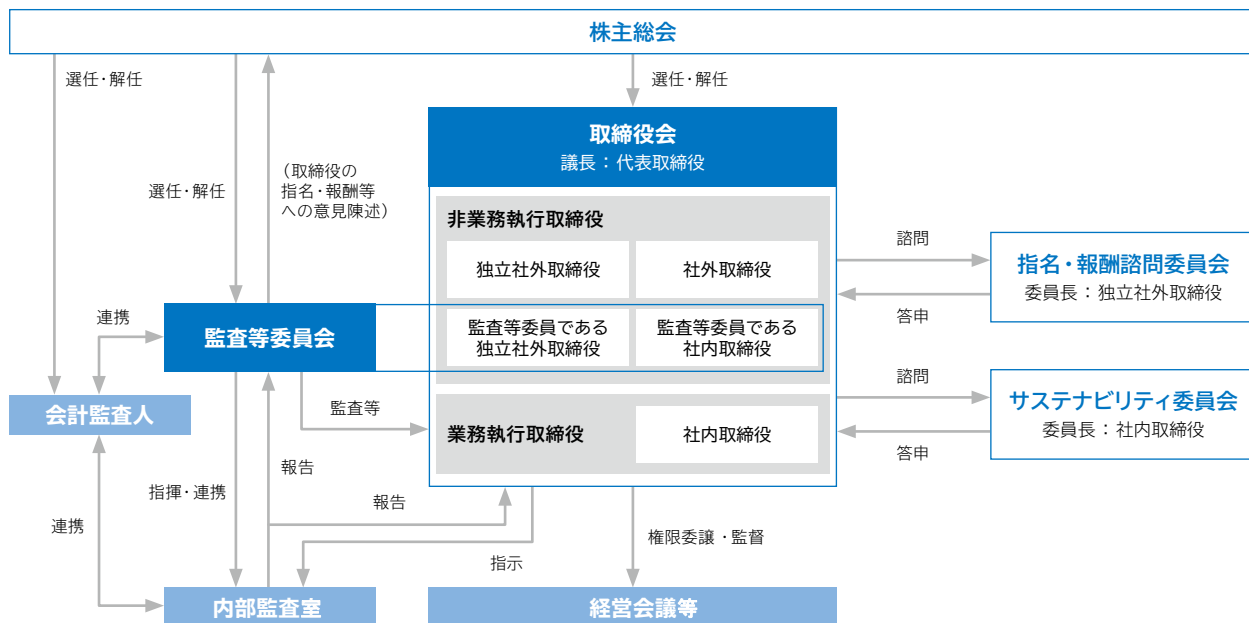 株主総会
選任・解任
選任・解任
取締役会
議長：代表取締役
選任・解任
（取締役の
指名・報酬等
への意見陳述）
非業務執行取締役
独立社外取締役
社外取締役
監査等委員である
独立社外取締役
監査等委員である
社内取締役
諮問
指名・報酬諮問委員会
委員長：独立社外取締役
答申
連携
監査等委員会
諮問
サステナビリティ委員会
委員長：社内取締役
答申
会計監査人
監査等
業務執行取締役
社内取締役
報告
指揮・連携
報告
連携
指示
権限委譲・監督
内部監査室
経営会議等